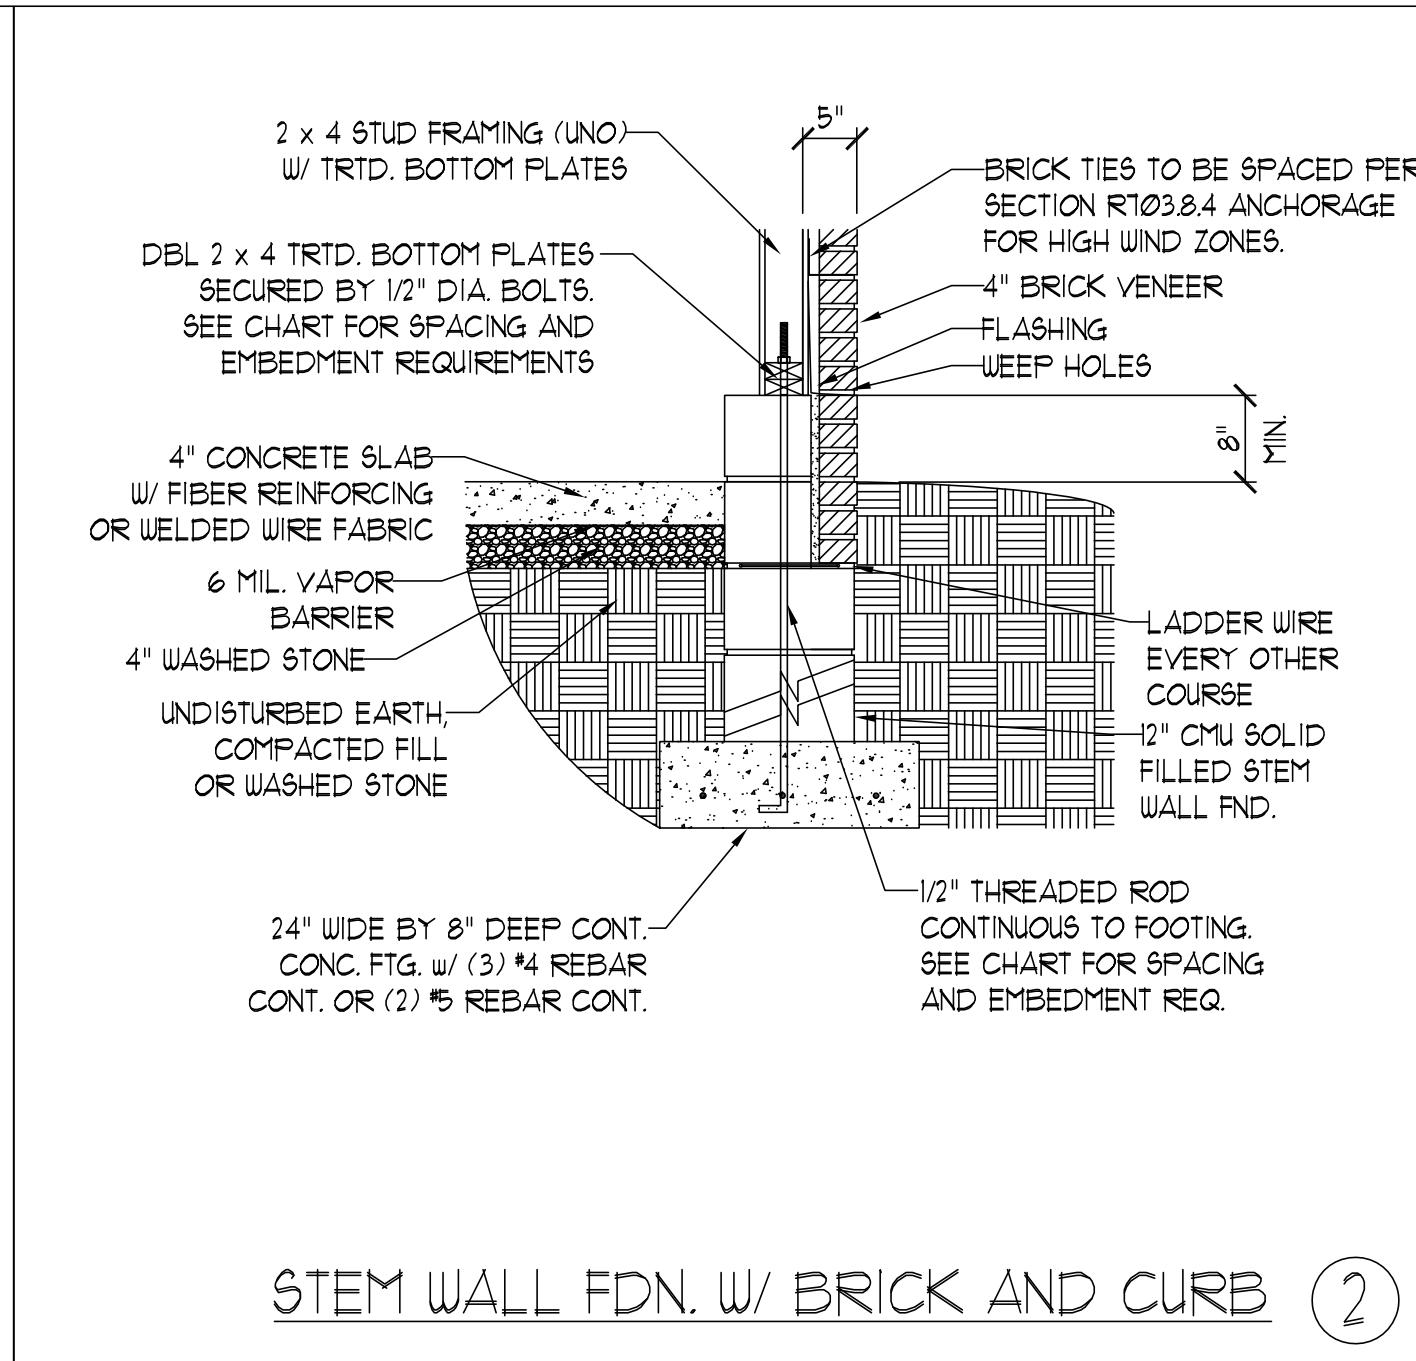 2 x 4 STUD FRAMING (UNO)
W/ TRTD. BOTTOM PLATES
5"
BRICK TIES TO BE SPACED PER
SECTION R703.8.4 ANCHORAGE
FOR HIGH WIND ZONES.
DBL 2 x 4 TRTD. BOTTOM PLATES
SECURED BY 1/2" DIA. BOLTS.
SEE CHART FOR SPACING AND
EMBEDMENT REQUIREMENTS
4" BRICK VENEER
FLASHING
WEEP HOLES
8"
MIN.
4" CONCRETE SLAB
W/ FIBER REINFORCING
OR WELDED WIRE FABRIC
6 MIL. VAPOR
BARRIER
4" WASHED STONE
UNDISTURBED EARTH,
COMPACTED FILL
OR WASHED STONE
LADDER WIRE
EVERY OTHER
COURSE
12" CMU SOLID
FILLED STEM
WALL FND.
24" WIDE BY 8" DEEP CONT.
CONC. FTG. w/ (3) #4 REBAR
CONT. OR (2) #5 REBAR CONT.
1/2" THREADED ROD
CONTINUOUS TO FOOTING.
SEE CHART FOR SPACING
AND EMBEDMENT REQ.
STEM WALL FDN. W/ BRICK AND CURB
2